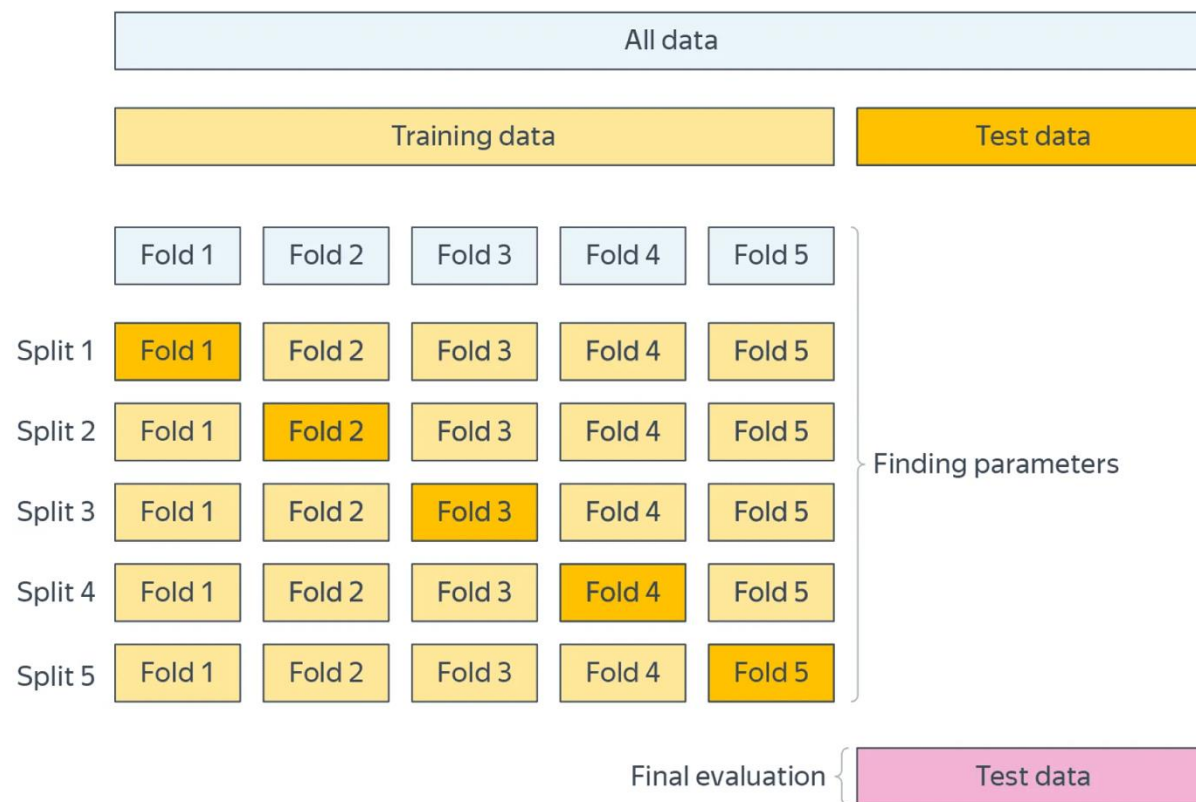 All data
Training data Test data
Fold 1 Fold 2 Fold 3 Fold 4 Fold 5
Split 1 Fold 1 Fold 2 Fold 3 Fold 4 Fold 5
Split 2 Fold 1 Fold 2 Fold 3 Fold 4 Fold 5
Finding parameters
Split 3 Fold 1 Fold 2 Fold 3 Fold 4 Fold 5
Split 4 Fold 1 Fold 2 Fold 3 Fold 4 Fold 5
Split 5 Fold 1 Fold 2 Fold 3 Fold 4 Fold 5
Final evaluation Test data